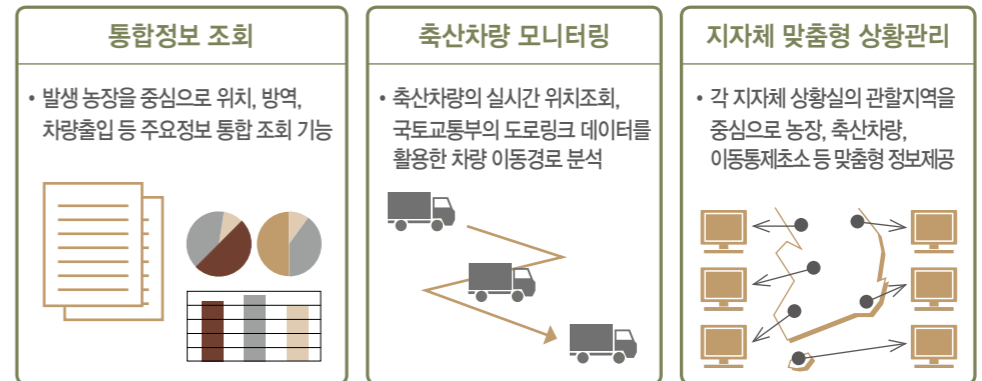 통합정보 조회
• 발생 농장을 중심으로 위치, 방역,
차량출입 등 주요정보 통합 조회 기능
축산차량 모니터링
• 축산차량의 실시간 위치조회,
국토교통부의 도로링크 데이터를
활용한 차량 이동경로 분석
지자체 맞춤형 상황관리
• 각 지자체 상황실의 관할지역을
중심으로 농장, 축산차량,
이동통제초소 등 맞춤형 정보제공